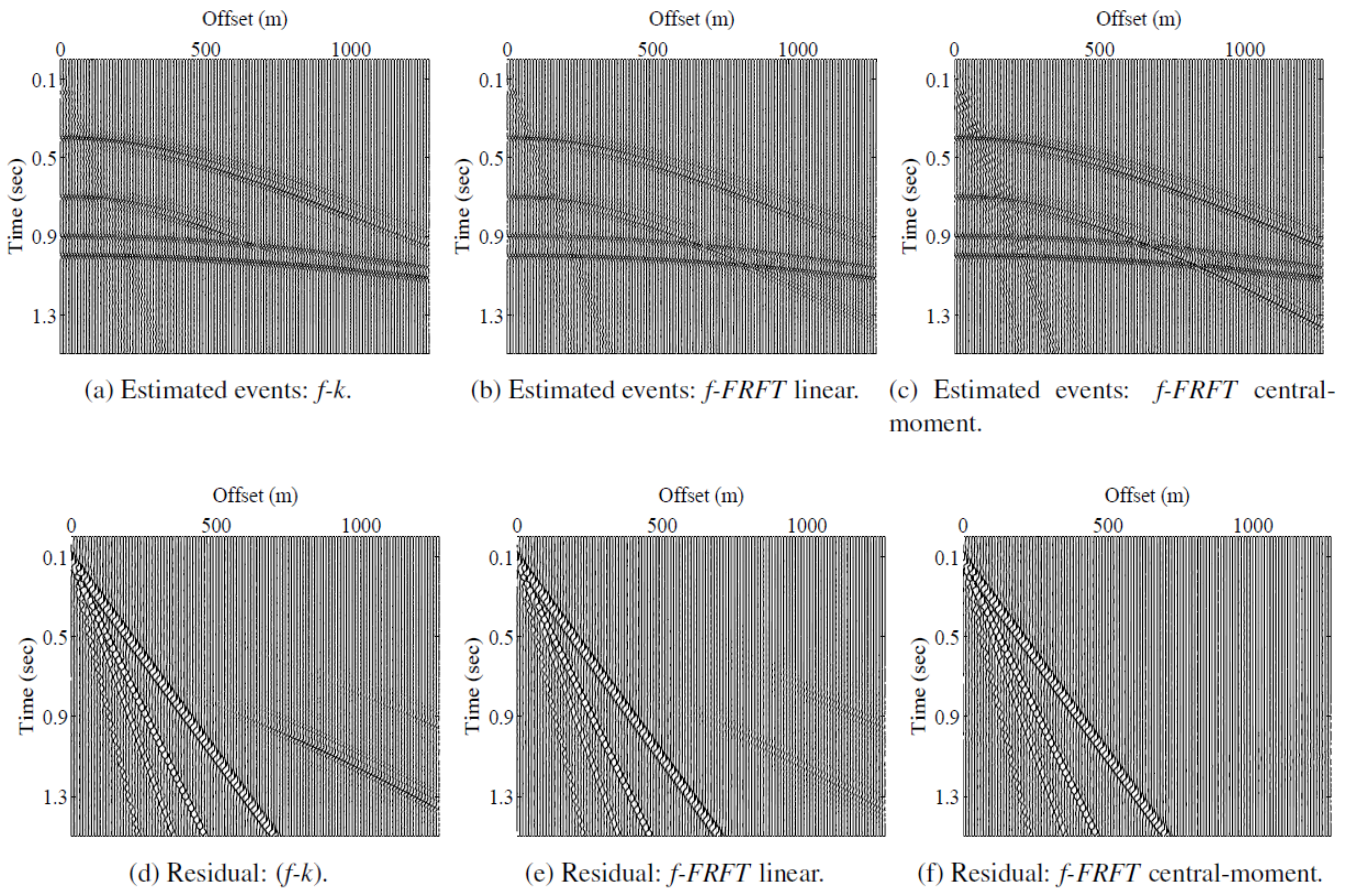 Offset (m)
0 500 1000
0.1
0.5
0.9
1.3
Time (sec)
(a) Estimated events: f-k.
Offset (m)
0 500 1000
0.1
0.5
0.9
1.3
Time (sec)
(b) Estimated events: f-FRFT linear.
Offset (m)
0 500 1000
0.1
0.5
0.9
1.3
Time (sec)
(c) Estimated events: f-FRFT central-
moment.
Offset (m)
0 500 1000
0.1
0.5
0.9
1.3
Time (sec)
(d) Residual: (f-k).
Offset (m)
0 500 1000
0.1
0.5
0.9
1.3
Time (sec)
(e) Residual: f-FRFT linear.
Offset (m)
0 500 1000
0.1
0.5
0.9
1.3
Time (sec)
(f) Residual: f-FRFT central-moment.